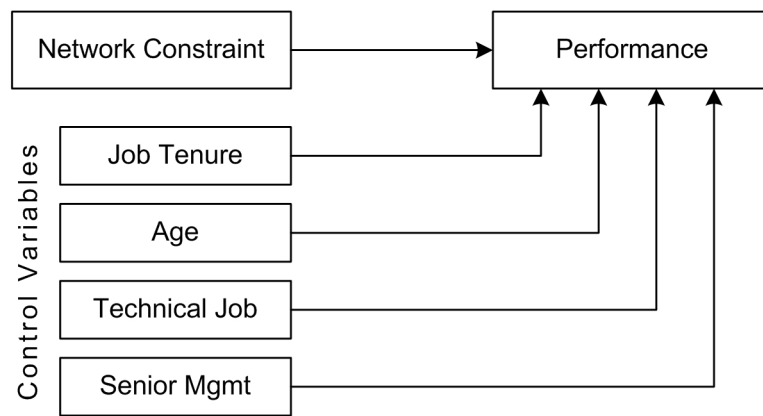 Network Constraint
Performance
Control Variables
Job Tenure
Age
Technical Job
Senior Mgmt